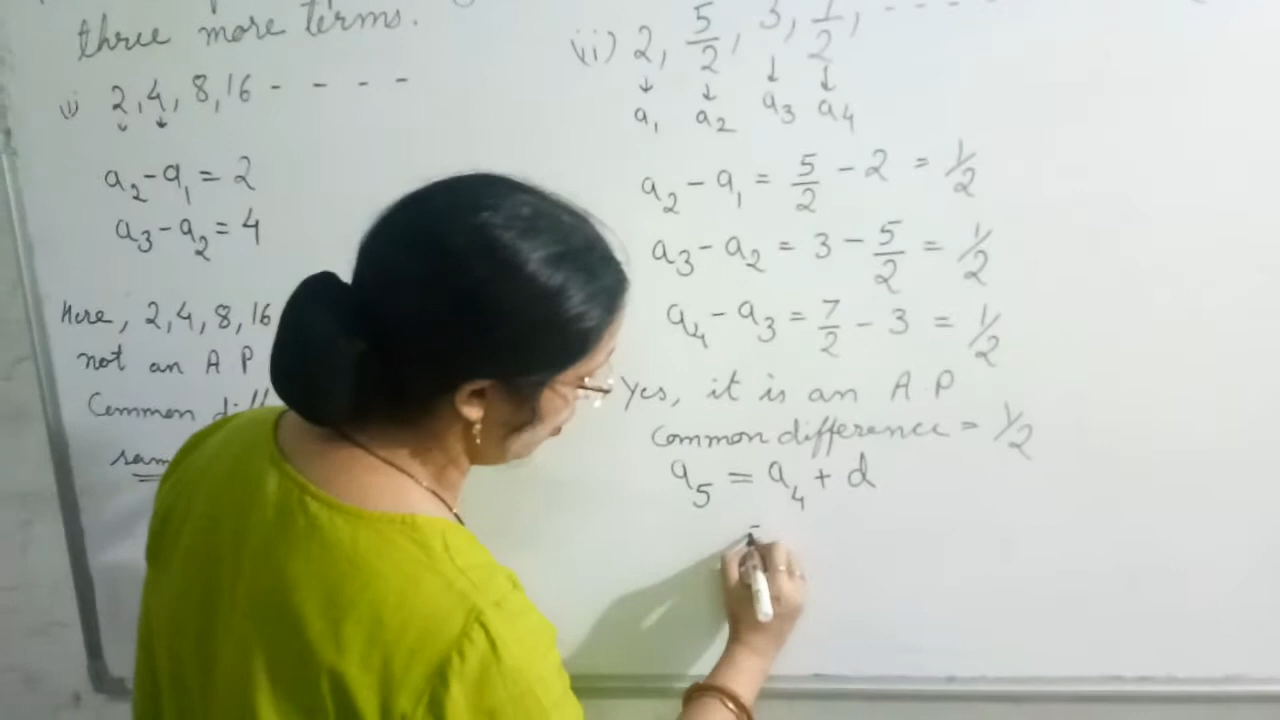 three more terms.
i) 2, 4, 8, 16 - - - -
a2 - a1 = 2
a3 - a2 = 4
Here, 2, 4, 8, 16
not an A P
Common diff
sam
ii) 2, 5/2, 3, 7/2, - - - -
a1 a2 a3 a4
a2 - a1 = 5/2 - 2 = 1/2
a3 - a2 = 3 - 5/2 = 1/2
a4 - a3 = 7/2 - 3 = 1/2
Yes, it is an A P
Common difference = 1/2
a5 = a4 + d
=